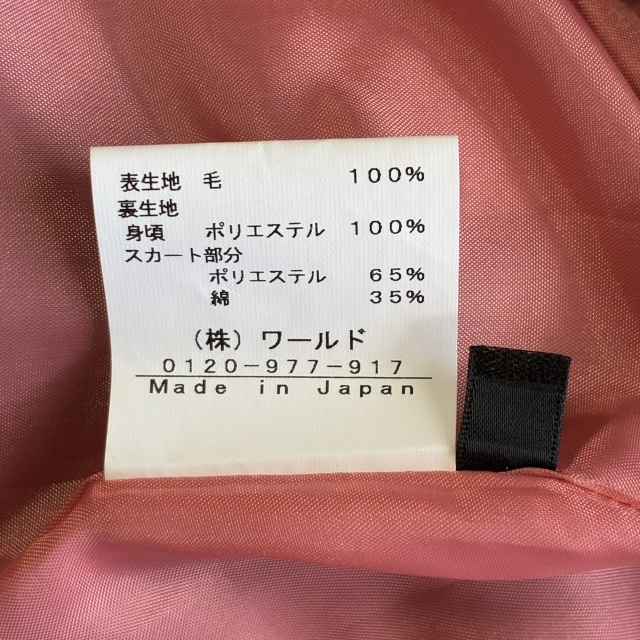 表生地 毛 100%
裏生地
身頃 ポリエステル 100%
スカート部分
ポリエステル 65%
綿 35%
(株)ワールド
0120-977-917
Made in Japan